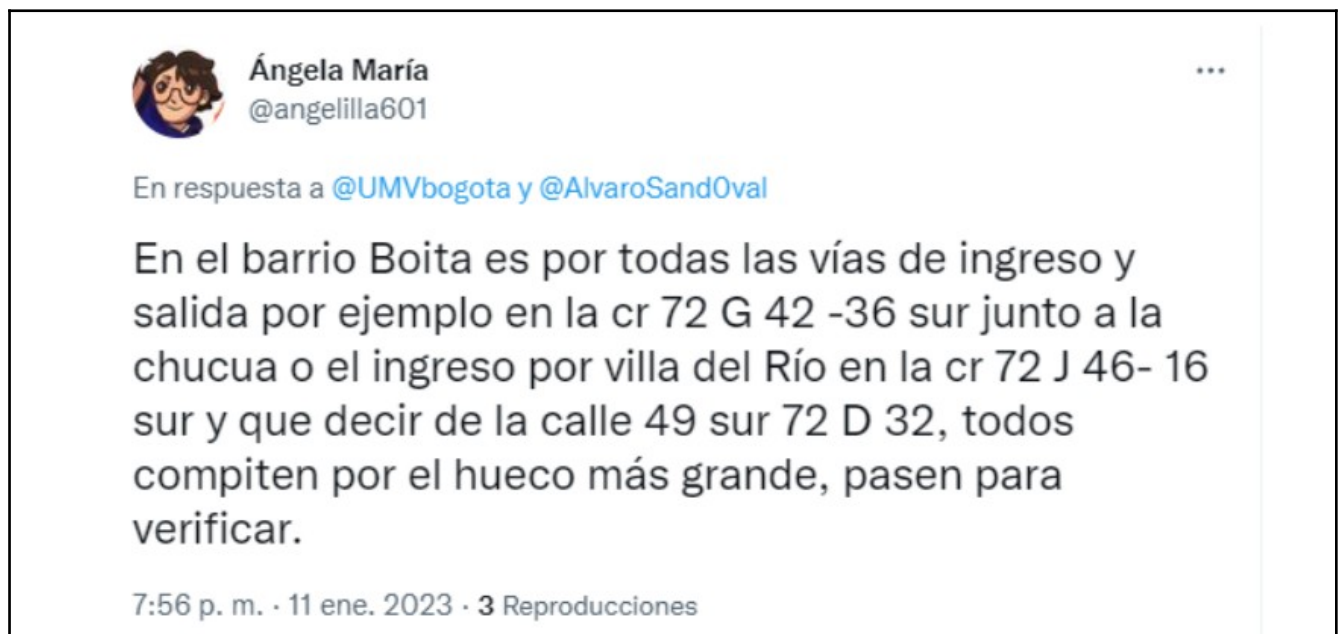 Ángela María
@angelilla601
En respuesta a @UMVbogota y @AlvaroSand0val
En el barrio Boita es por todas las vías de ingreso y
salida por ejemplo en la cr 72 G 42 -36 sur junto a la
chucua o el ingreso por villa del Río en la cr 72 J 46- 16
sur y que decir de la calle 49 sur 72 D 32, todos
compiten por el hueco más grande, pasen para
verificar.
7:56 p. m. · 11 ene. 2023 · 3 Reproducciones